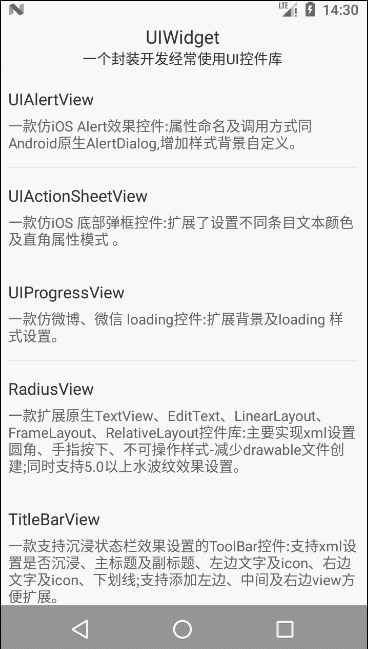 LTE 14:30
UIWidget
一个封装开发经常使用UI控件库
UIAlertView
一款仿iOS Alert效果控件:属性命名及调用方式同
Android原生AlertDialog,增加样式背景自定义。
UIActionSheetView
一款仿iOS 底部弹框控件:扩展了设置不同条目文本颜色
及直角属性模式 。
UIProgressView
一款仿微博、微信 loading控件:扩展背景及loading 样
式设置。
RadiusView
一款扩展原生TextView、EditText、LinearLayout、
FrameLayout、RelativeLayout控件库:主要实现xml设置
圆角、手指按下、不可操作样式-减少drawable文件创
建;同时支持5.0以上水波纹效果设置。
TitleBarView
一款支持沉浸状态栏效果设置的ToolBar控件:支持xml设
置是否沉浸、主标题及副标题、左边文字及icon、右边
文字及icon、下划线;支持添加左边、中间及右边view方
便扩展。